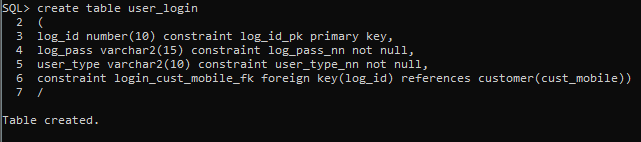 SQL> create table user_login
  2  (
  3  log_id number(10) constraint log_id_pk primary key,
  4  log_pass varchar2(15) constraint log_pass_nn not null,
  5  user_type varchar2(10) constraint user_type_nn not null,
  6  constraint login_cust_mobile_fk foreign key(log_id) references customer(cust_mobile))
  7  /
Table created.